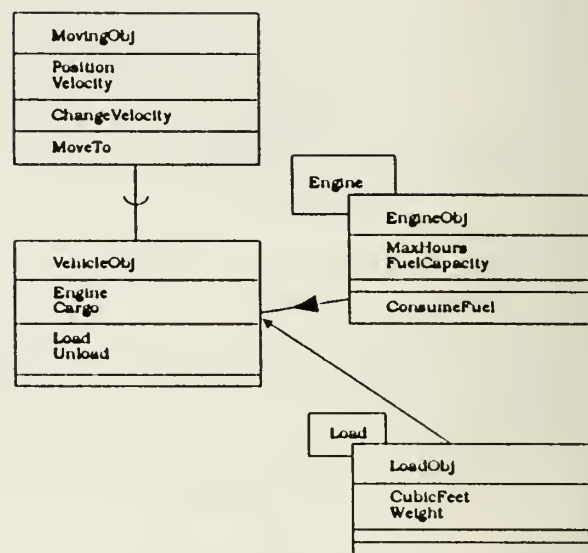 MovingObj
Position
Velocity
ChangeVelocity
MoveTo
Engine
EngineObj
MaxHours
FuelCapacity
ConsumeFuel
VehicleObj
Engine
Cargo
Load
Unload
Load
LoadObj
CubicFeet
Weight